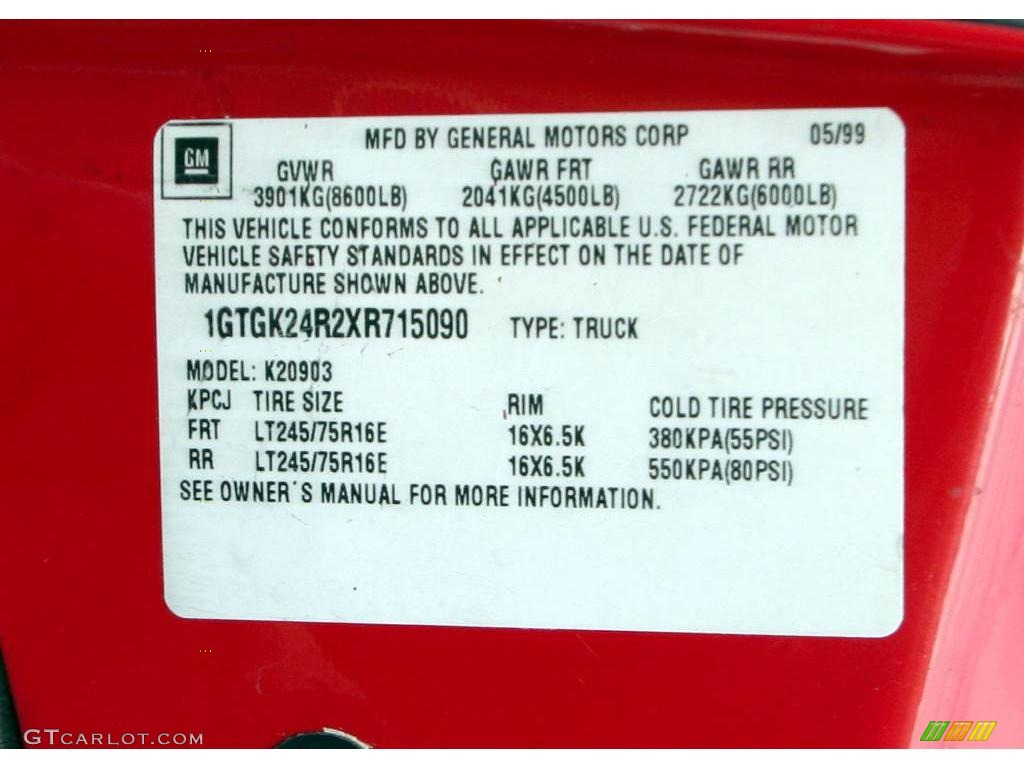 GM
MFD BY GENERAL MOTORS CORP 05/99
GVWR GAWR FRT GAWR RR
3901KG(8600LB) 2041KG(4500LB) 2722KG(6000LB)
THIS VEHICLE CONFORMS TO ALL APPLICABLE U.S. FEDERAL MOTOR
VEHICLE SAFETY STANDARDS IN EFFECT ON THE DATE OF
MANUFACTURE SHOWN ABOVE.
1GTGK24R2XR715090 TYPE: TRUCK
MODEL: K20903
KPCJ TIRE SIZE RIM COLD TIRE PRESSURE
FRT LT245/75R16E 16X6.5K 380KPA(55PSI)
RR LT245/75R16E 16X6.5K 550KPA(80PSI)
SEE OWNER'S MANUAL FOR MORE INFORMATION.
GTCARLOT.COM